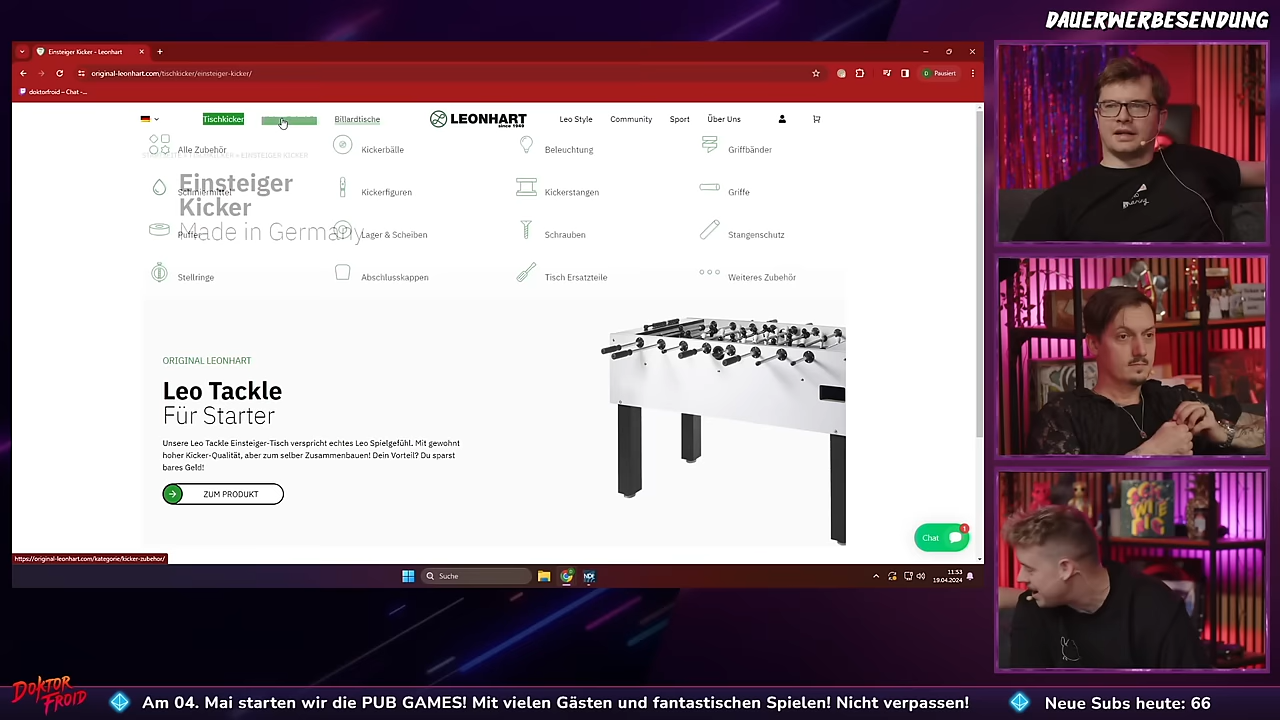 DAUERWERBESENDUNG
Einsteiger Kicker - Leonhart
original-leonhart.com/tischkicker/einsteiger-kicker/
D Pausiert
doktorfroid – Chat -...
Tischkicker
Billardtische
LEONHART
since 1949
Leo Style
Community
Sport
Über Uns
Alle Zubehör
Kickerbälle
Beleuchtung
Griffbänder
Einsteiger
Kicker
Made in Germany
Schmiermittel
Kickerfiguren
Kickerstangen
Griffe
Puffer
Lager & Scheiben
Schrauben
Stangenschutz
Stellringe
Abschlusskappen
Tisch Ersatzteile
Weiteres Zubehör
ORIGINAL LEONHART
Leo Tackle
Für Starter
Unsere Leo Tackle Einsteiger-Tisch verspricht echtes Leo Spielgefühl. Mit gewohnt
hoher Kicker-Qualität, aber zum selber Zusammenbauen! Dein Vorteil? Du sparst
bares Geld!
ZUM PRODUKT
Chat
1
https://original-leonhart.com/kategorie/kicker-zubehor/
Suche
11:53
19.04.2024
DOKTOR
FROID
Am 04. Mai starten wir die PUB GAMES! Mit vielen Gästen und fantastischen Spielen! Nicht verpassen!
Neue Subs heute: 66